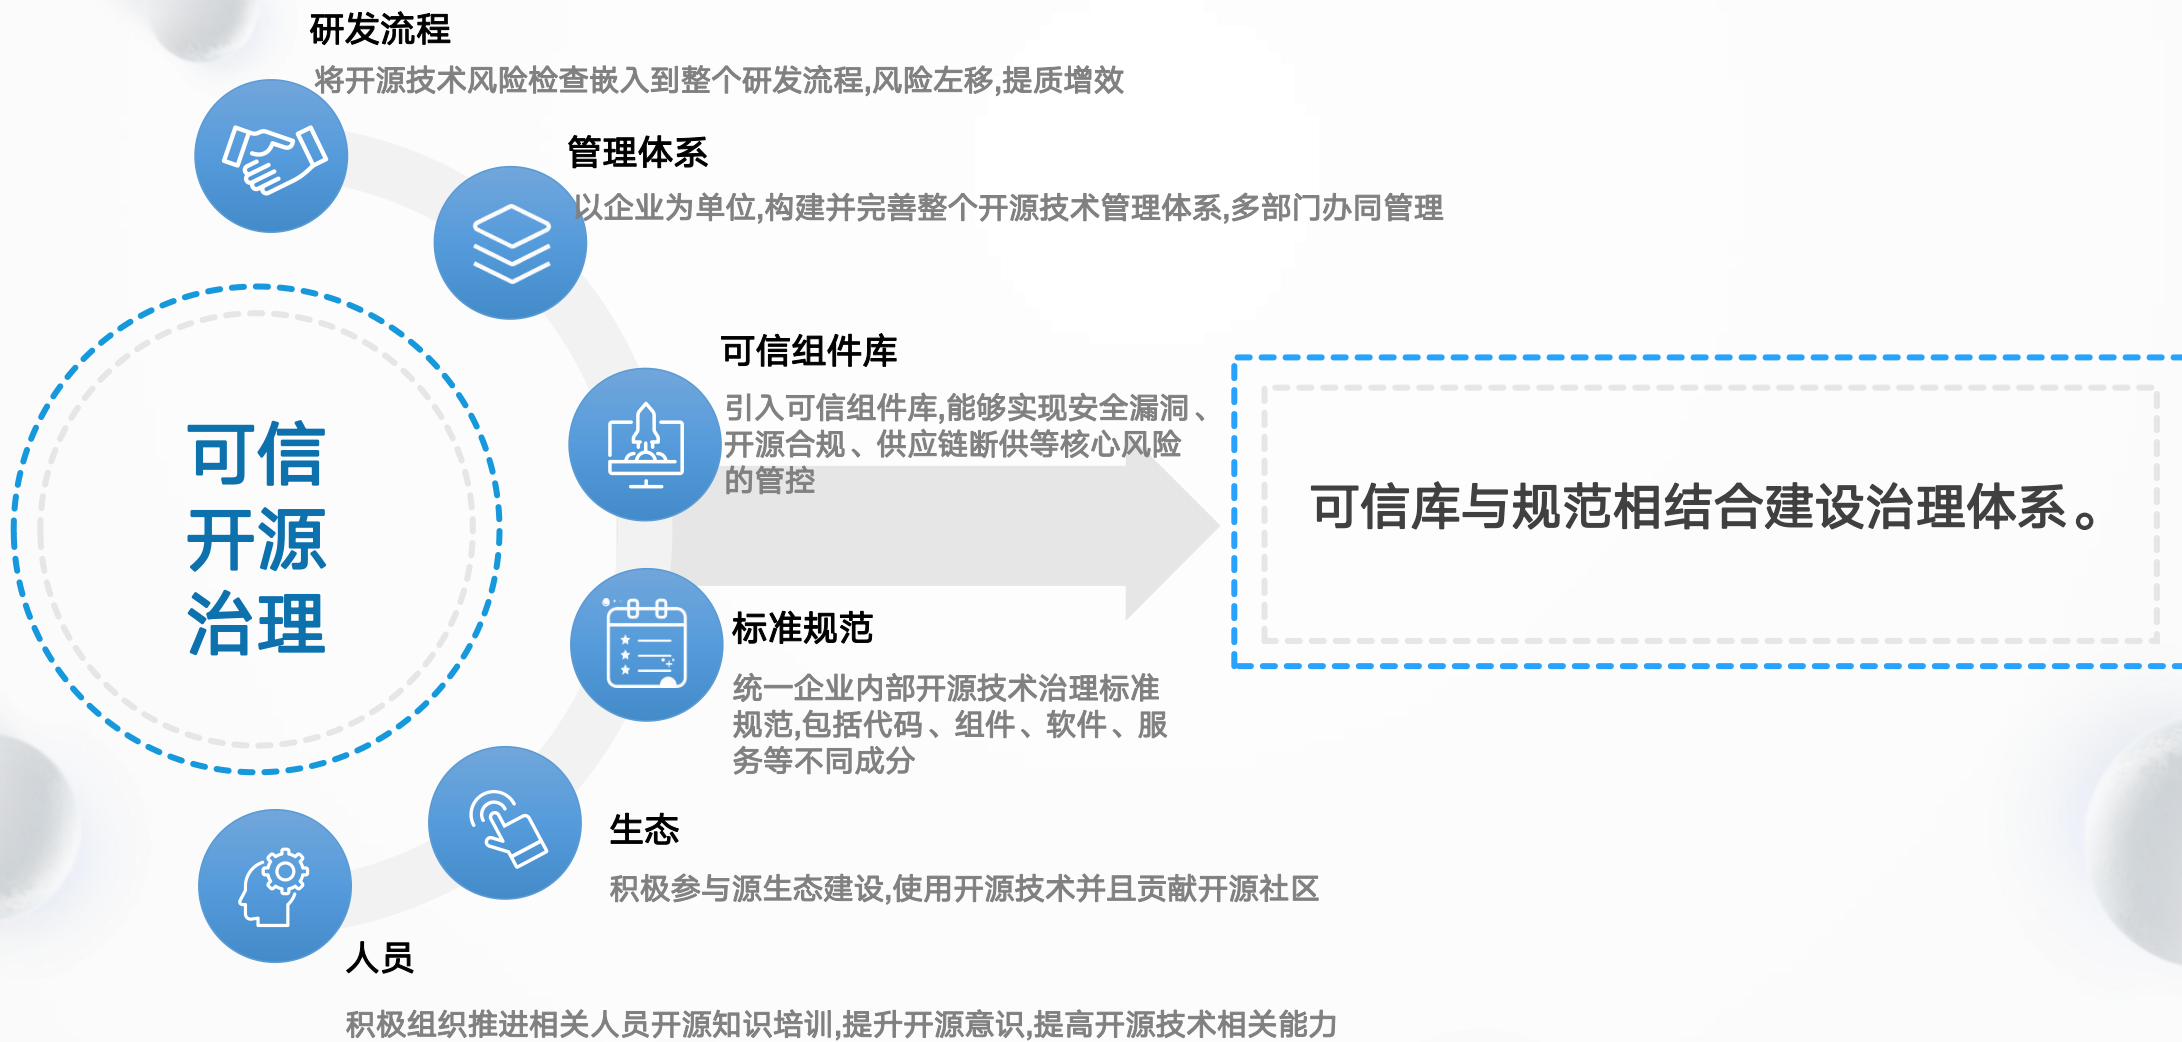 研发流程
将开源技术风险检查嵌入到整个研发流程,风险左移,提质增效
管理体系
以企业为单位,构建并完善整个开源技术管理体系,多部门办同管理
可信组件库
引入可信组件库,能够实现安全漏洞、
开源合规、供应链断供等核心风险
的管控
可信
开源
治理
可信库与规范相结合建设治理体系。
标准规范
统一企业内部开源技术治理标准
规范,包括代码、组件、软件、服
务等不同成分
生态
积极参与源生态建设,使用开源技术并且贡献开源社区
人员
积极组织推进相关人员开源知识培训,提升开源意识,提高开源技术相关能力